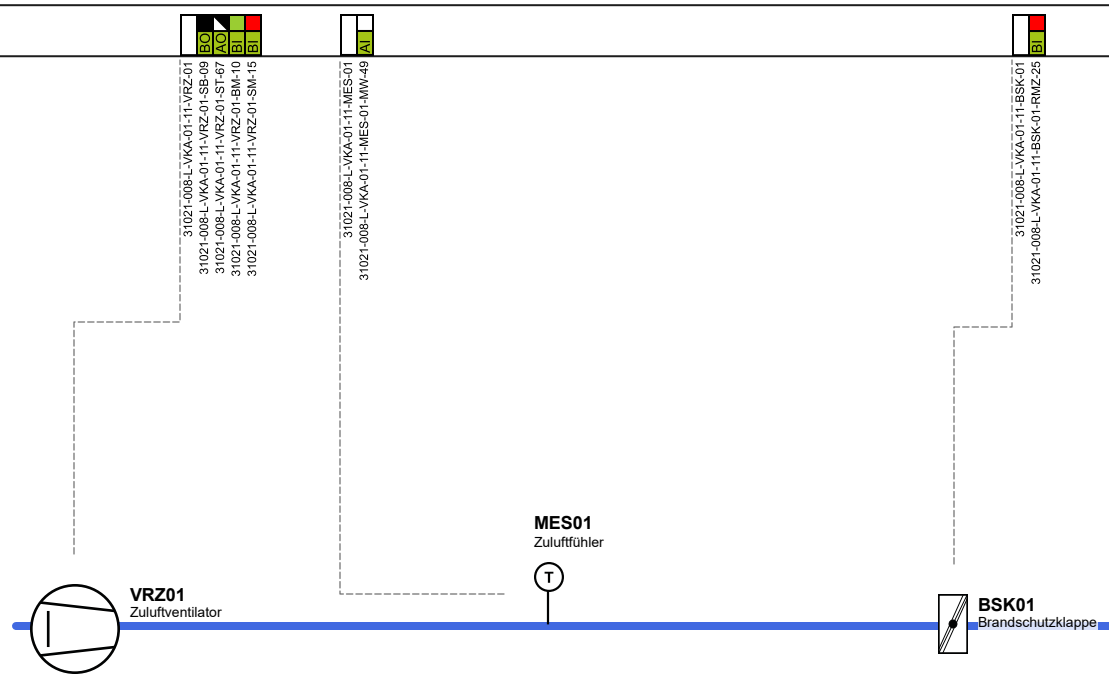 BO
AO
BI
BI
AI
BI
31021-008-L-VKA-01-11-VRZ-01
31021-008-L-VKA-01-11-VRZ-01-SB-09
31021-008-L-VKA-01-11-VRZ-01-ST-67
31021-008-L-VKA-01-11-VRZ-01-BM-10
31021-008-L-VKA-01-11-VRZ-01-SM-15
31021-008-L-VKA-01-11-MES-01
31021-008-L-VKA-01-11-MES-01-MW-49
31021-008-L-VKA-01-11-BSK-01
31021-008-L-VKA-01-11-BSK-01-RMZ-25
MES01
Zuluftfühler
T
VRZ01
Zuluftventilator
BSK01
Brandschutzklappe